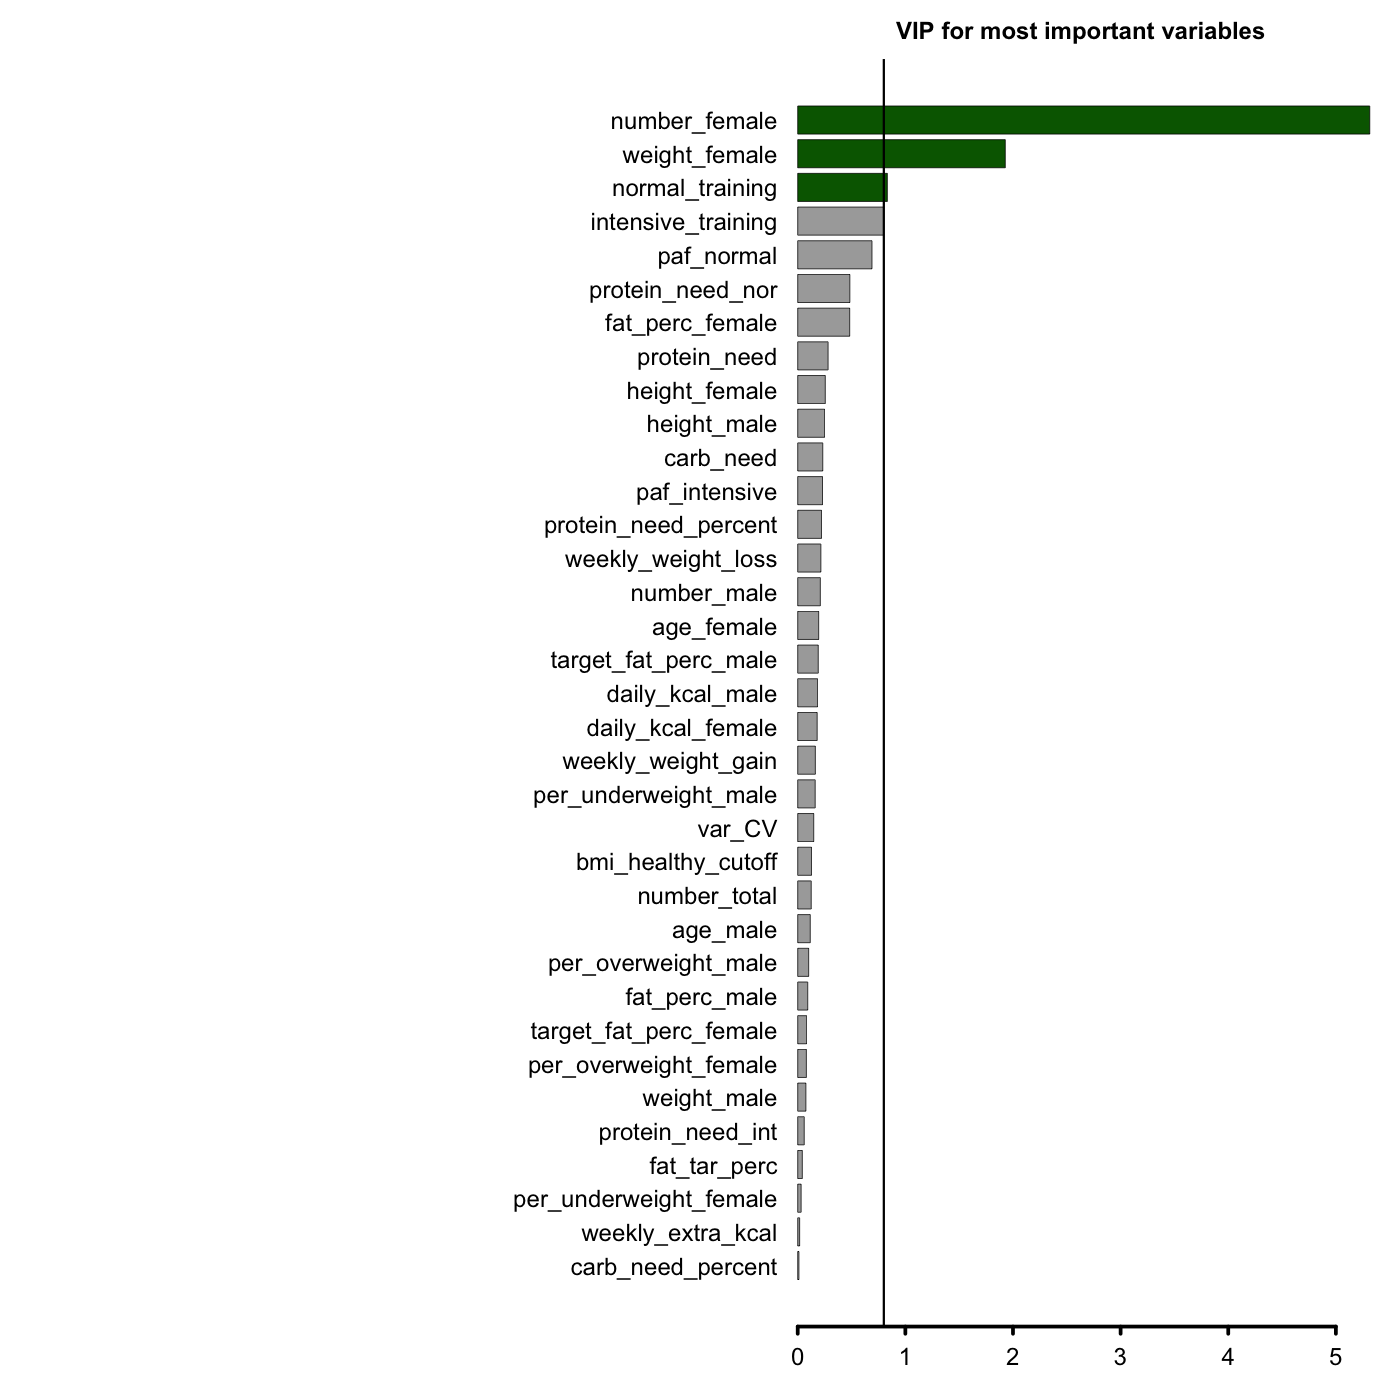 VIP for most important variables
number_female
weight_female
normal_training
intensive_training
paf_normal
protein_need_nor
fat_perc_female
protein_need
height_female
height_male
carb_need
paf_intensive
protein_need_percent
weekly_weight_loss
number_male
age_female
target_fat_perc_male
daily_kcal_male
daily_kcal_female
weekly_weight_gain
per_underweight_male
var_CV
bmi_healthy_cutoff
number_total
age_male
per_overweight_male
fat_perc_male
target_fat_perc_female
per_overweight_female
weight_male
protein_need_int
fat_tar_perc
per_underweight_female
weekly_extra_kcal
carb_need_percent
0 1 2 3 4 5